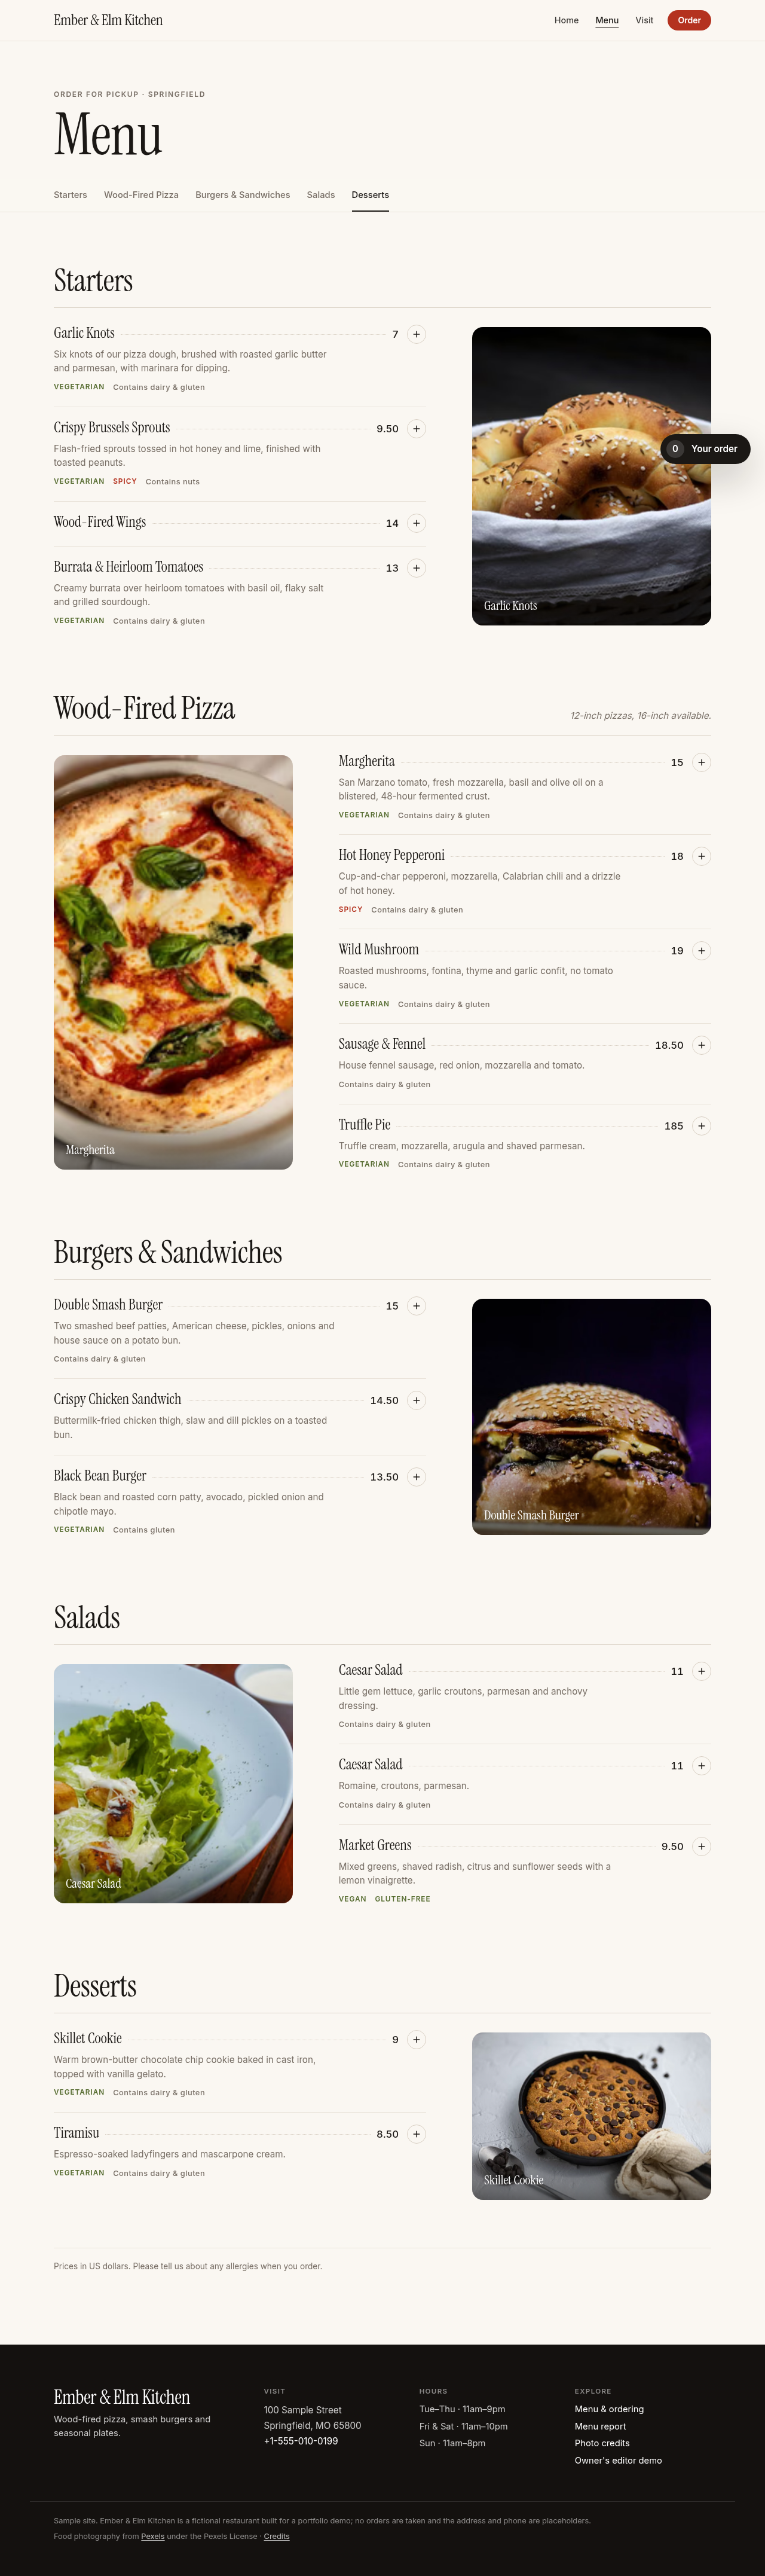 Ember & Elm Kitchen
Home Menu Visit Order
ORDER FOR PICKUP · SPRINGFIELD
Menu
Starters Wood-Fired Pizza Burgers & Sandwiches Salads Desserts
Starters
Garlic Knots 7 +
Six knots of our pizza dough, brushed with roasted garlic butter
and parmesan, with marinara for dipping.
VEGETARIAN Contains dairy & gluten
Crispy Brussels Sprouts 9.50 +
Flash-fried sprouts tossed in hot honey and lime, finished with
toasted peanuts.
VEGETARIAN SPICY Contains nuts
Wood-Fired Wings 14 +
Burrata & Heirloom Tomatoes 13 +
Creamy burrata over heirloom tomatoes with basil oil, flaky salt
and grilled sourdough.
VEGETARIAN Contains dairy & gluten
Garlic Knots
0 Your order
Wood-Fired Pizza
12-inch pizzas, 16-inch available.
Margherita
Margherita 15 +
San Marzano tomato, fresh mozzarella, basil and olive oil on a
blistered, 48-hour fermented crust.
VEGETARIAN Contains dairy & gluten
Hot Honey Pepperoni 18 +
Cup-and-char pepperoni, mozzarella, Calabrian chili and a drizzle
of hot honey.
SPICY Contains dairy & gluten
Wild Mushroom 19 +
Roasted mushrooms, fontina, thyme and garlic confit, no tomato
sauce.
VEGETARIAN Contains dairy & gluten
Sausage & Fennel 18.50 +
House fennel sausage, red onion, mozzarella and tomato.
Contains dairy & gluten
Truffle Pie 185 +
Truffle cream, mozzarella, arugula and shaved parmesan.
VEGETARIAN Contains dairy & gluten
Burgers & Sandwiches
Double Smash Burger 15 +
Two smashed beef patties, American cheese, pickles, onions and
house sauce on a potato bun.
Contains dairy & gluten
Crispy Chicken Sandwich 14.50 +
Buttermilk-fried chicken thigh, slaw and dill pickles on a toasted
bun.
Black Bean Burger 13.50 +
Black bean and roasted corn patty, avocado, pickled onion and
chipotle mayo.
VEGETARIAN Contains gluten
Double Smash Burger
Salads
Caesar Salad
Caesar Salad 11 +
Little gem lettuce, garlic croutons, parmesan and anchovy
dressing.
Contains dairy & gluten
Caesar Salad 11 +
Romaine, croutons, parmesan.
Contains dairy & gluten
Market Greens 9.50 +
Mixed greens, shaved radish, citrus and sunflower seeds with a
lemon vinaigrette.
VEGAN GLUTEN-FREE
Desserts
Skillet Cookie 9 +
Warm brown-butter chocolate chip cookie baked in cast iron,
topped with vanilla gelato.
VEGETARIAN Contains dairy & gluten
Tiramisu 8.50 +
Espresso-soaked ladyfingers and mascarpone cream.
VEGETARIAN Contains dairy & gluten
Skillet Cookie
Prices in US dollars. Please tell us about any allergies when you order.
Ember & Elm Kitchen
Wood-fired pizza, smash burgers and
seasonal plates.
VISIT
100 Sample Street
Springfield, MO 65800
+1-555-010-0199
HOURS
Tue–Thu · 11am–9pm
Fri & Sat · 11am–10pm
Sun · 11am–8pm
EXPLORE
Menu & ordering
Menu report
Photo credits
Owner's editor demo
Sample site. Ember & Elm Kitchen is a fictional restaurant built for a portfolio demo; no orders are taken and the address and phone are placeholders.
Food photography from Pexels under the Pexels License · Credits